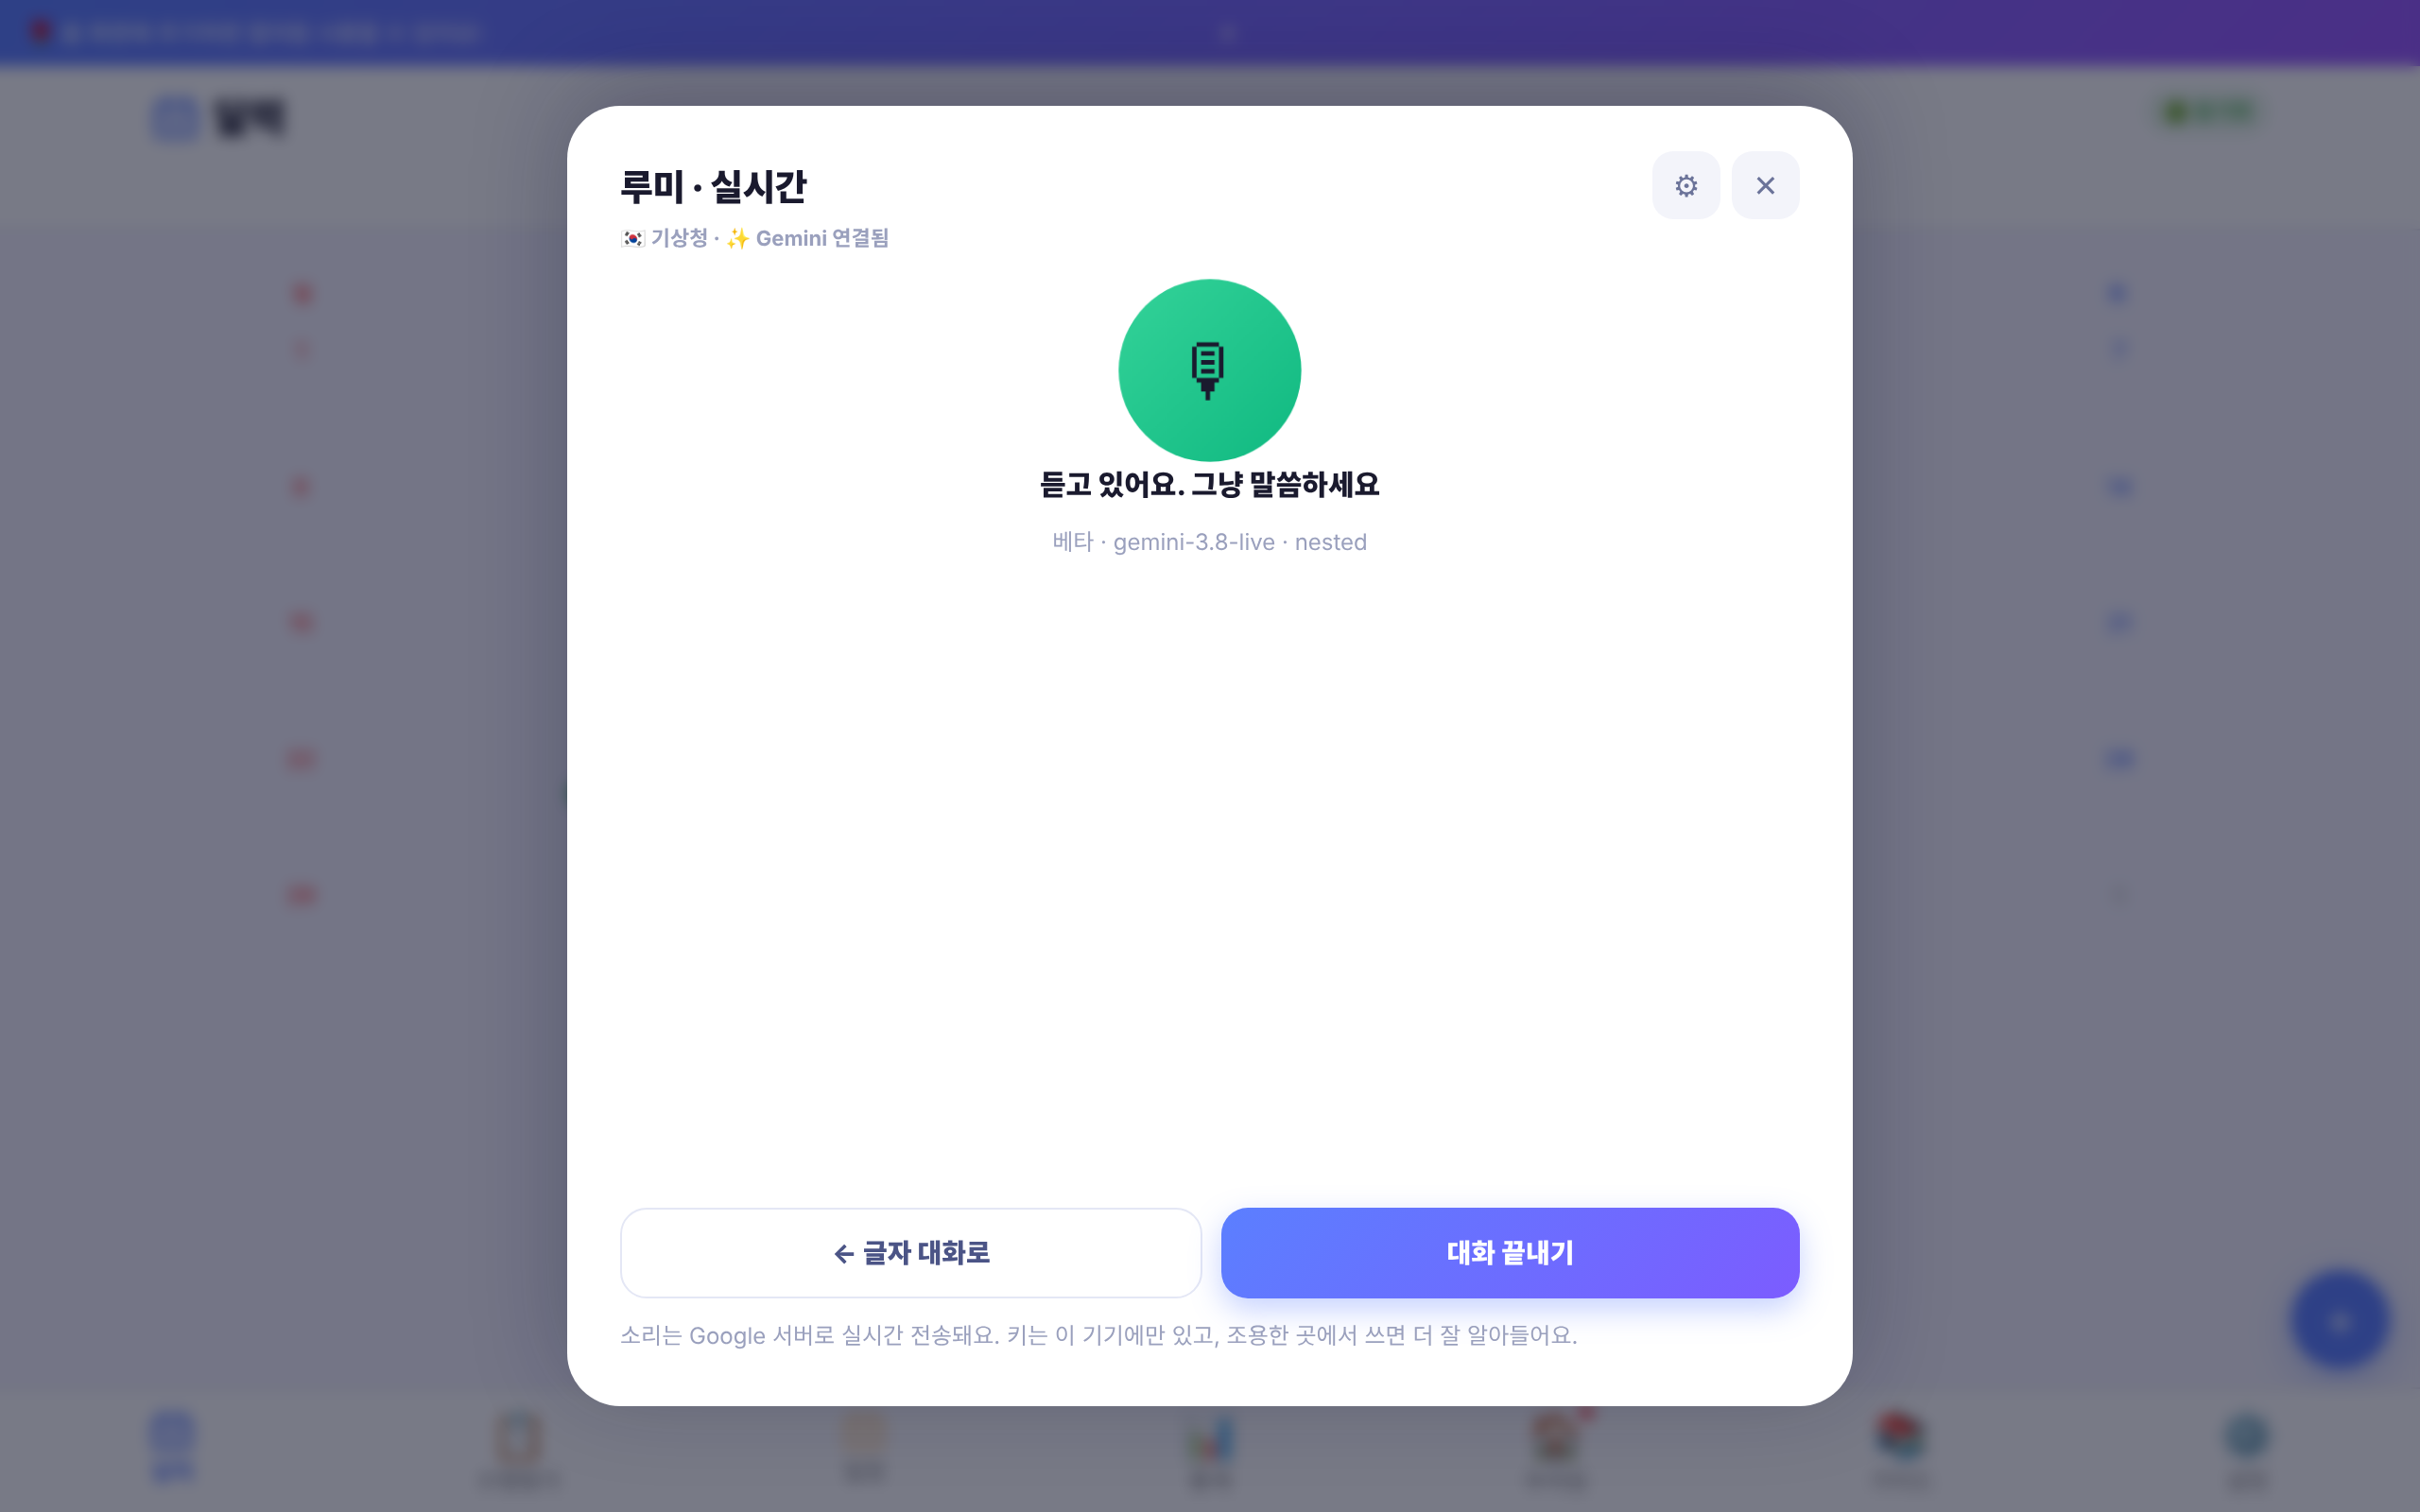 루미 · 실시간
🇰🇷 기상청 · ✨ Gemini 연결됨
듣고 있어요. 그냥 말씀하세요
베타 · gemini-3.8-live · nested
← 글자 대화로
대화 끝내기
소리는 Google 서버로 실시간 전송돼요. 키는 이 기기에만 있고, 조용한 곳에서 쓰면 더 잘 알아들어요.